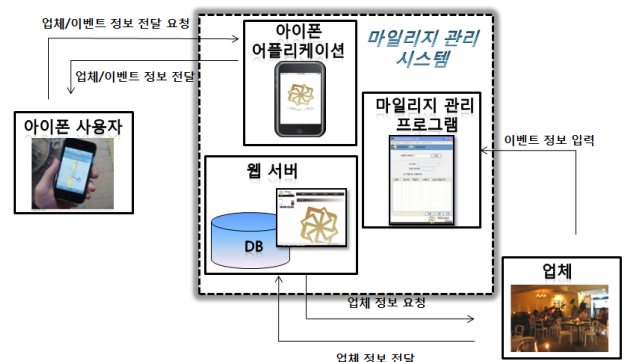 업체/이벤트 정보 전달 요청
아이폰
어플리케이션
마일리지 관리
시스템
업체/이벤트 정보 전달
아이폰 사용자
마일리지 관리
프로그램
이벤트 정보 입력
웹 서버
DB
업체
업체 정보 요청
업체 정보 전달